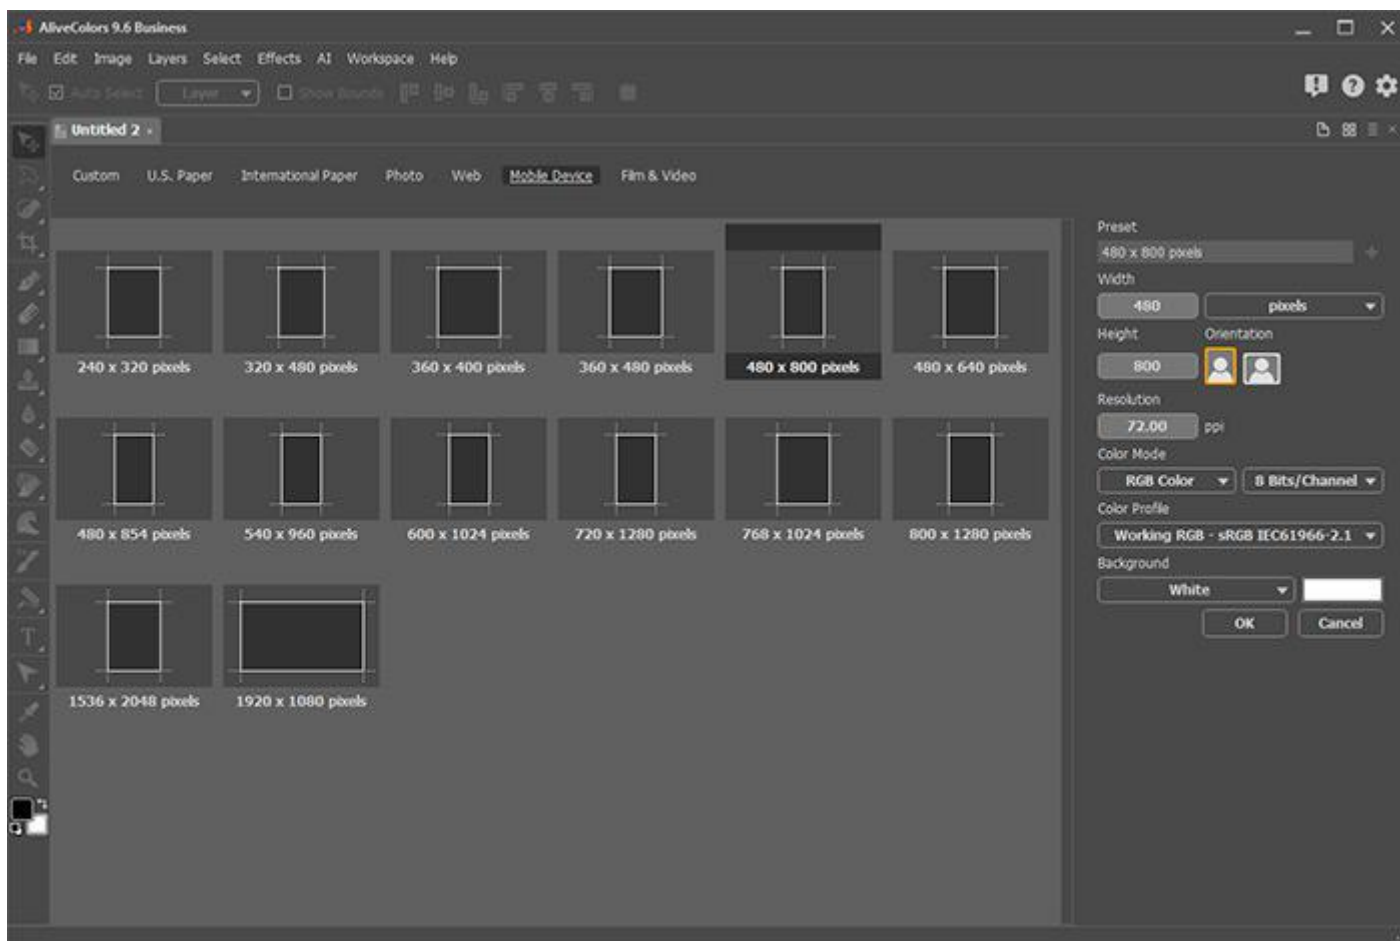 AliveColors 9.6 Business
File Edit Image Layers Select Effects AI Workspace Help
Auto Select Layer Show Bounds
Untitled 2
Custom U.S. Paper International Paper Photo Web Mobile Device Film & Video
Preset
480 x 800 pixels
Width
480 pixels
Height Orientation
800
Resolution
72.00 ppi
Color Mode
RGB Color 8 Bits/Channel
Color Profile
Working RGB - sRGB IEC61966-2.1
Background
White
OK Cancel
240 x 320 pixels 320 x 480 pixels 360 x 400 pixels 360 x 480 pixels 480 x 800 pixels 480 x 640 pixels
480 x 854 pixels 540 x 960 pixels 600 x 1024 pixels 720 x 1280 pixels 768 x 1024 pixels 800 x 1280 pixels
1536 x 2048 pixels 1920 x 1080 pixels